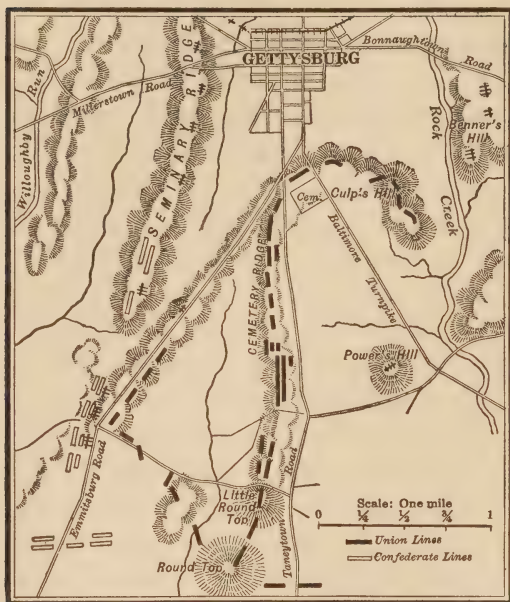 GETTYSBURG
Bonnaughtown
Road
Willoughby
Run
Millerstown Road
SEMINARY RIDGE
Rock
Creek
Benner's
Hill
Cem.
Culp's Hill
Baltimore
Turnpike
CEMETERY RIDGE
Power's Hill
Emmitsburg Road
Little
Round
Top
Round Top
Taneytown
Road
Scale: One mile
0 ¼ ½ ¾ 1
Union Lines
Confederate Lines